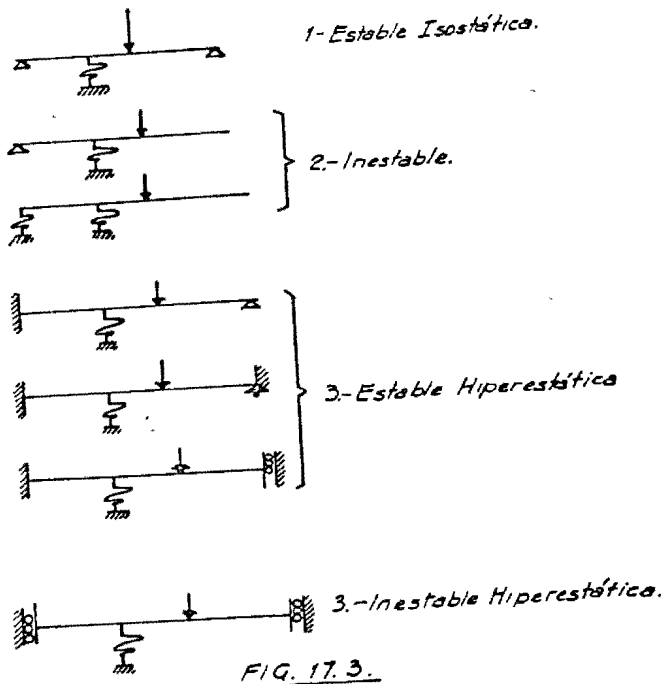 1-Estable Isostática.
2.-Inestable.
3.-Estable Hiperestática
3.-Inestable Hiperestática.
FIG. 17.3.